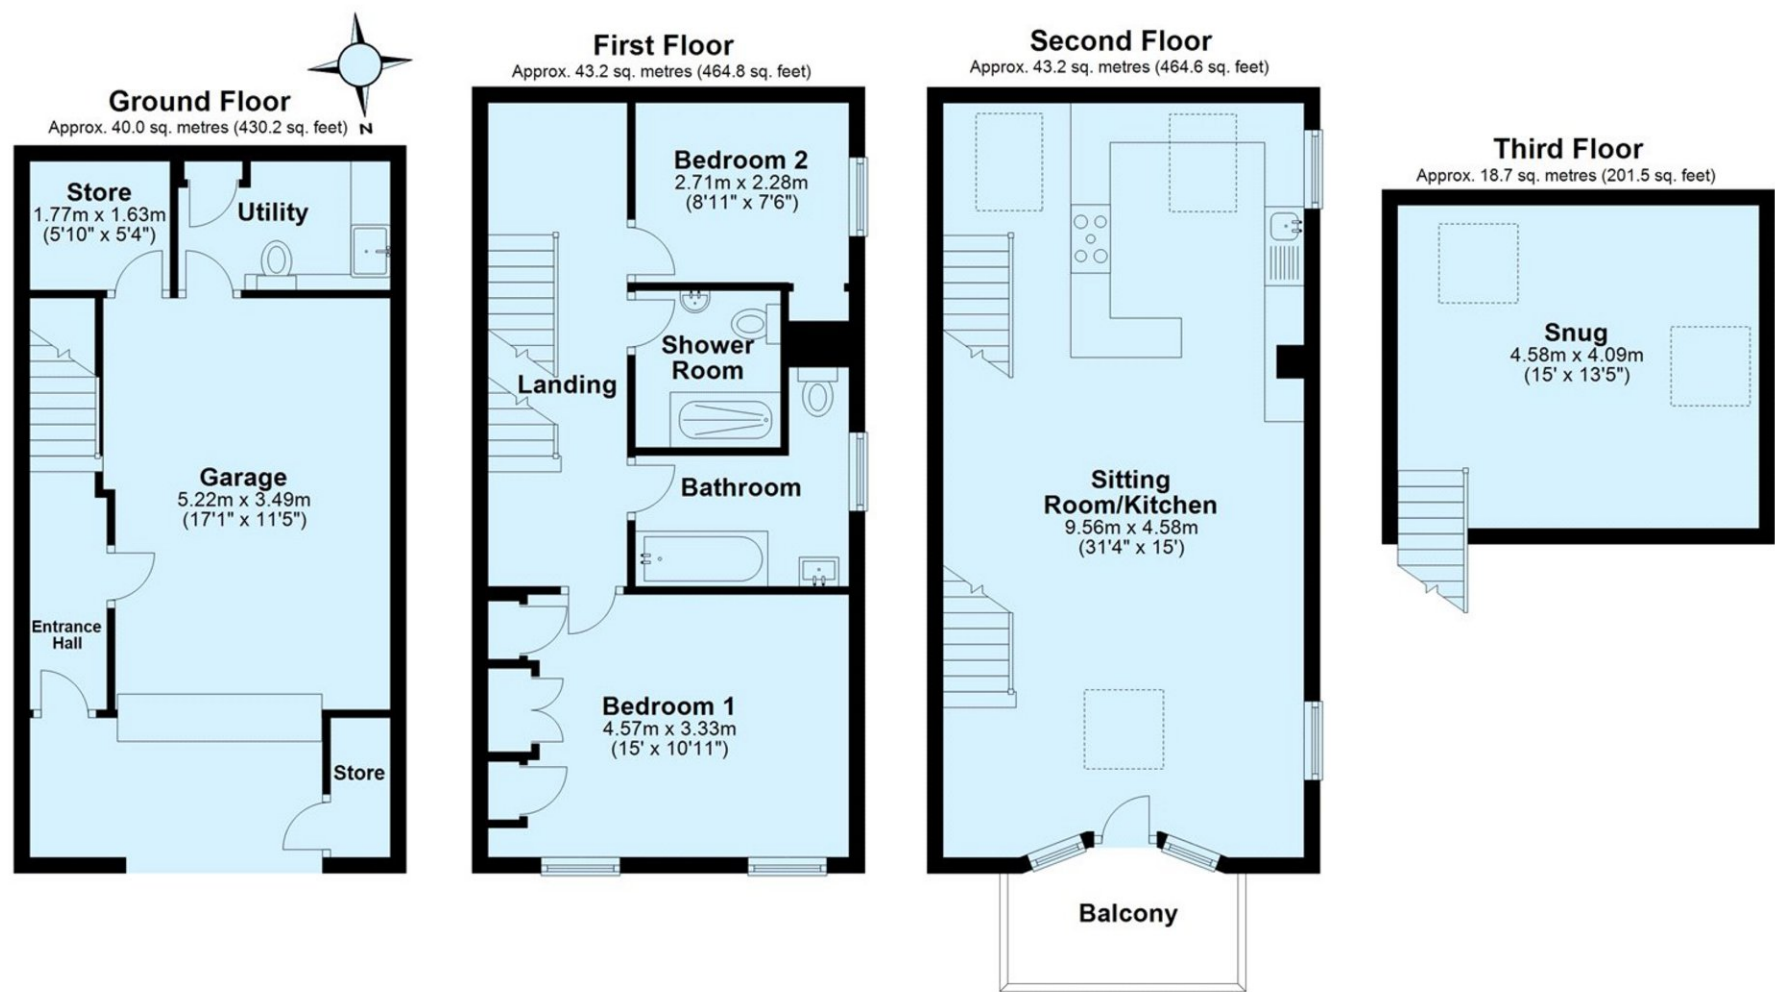 Ground Floor
Approx. 40.0 sq. metres (430.2 sq. feet)
N
Store
1.77m x 1.63m
(5'10" x 5'4")
Utility
Garage
5.22m x 3.49m
(17'1" x 11'5")
Entrance
Hall
Store
First Floor
Approx. 43.2 sq. metres (464.8 sq. feet)
Bedroom 2
2.71m x 2.28m
(8'11" x 7'6")
Shower
Room
Landing
Bathroom
Bedroom 1
4.57m x 3.33m
(15' x 10'11")
Second Floor
Approx. 43.2 sq. metres (464.6 sq. feet)
Sitting
Room/Kitchen
9.56m x 4.58m
(31'4" x 15')
Balcony
Third Floor
Approx. 18.7 sq. metres (201.5 sq. feet)
Snug
4.58m x 4.09m
(15' x 13'5")